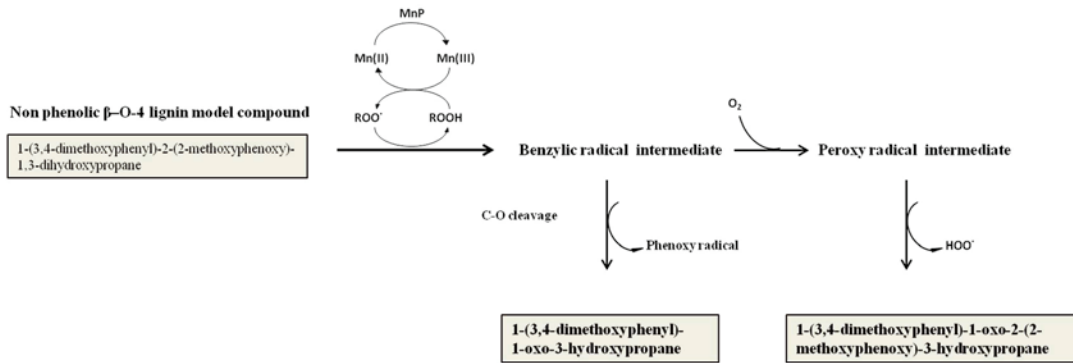 MnP
Mn(II)
Mn(III)
Non phenolic β–O-4 lignin model compound
ROO·
ROOH
O2
1-(3,4-dimethoxyphenyl)-2-(2-methoxyphenoxy)-
1,3-dihydroxypropane
Benzylic radical intermediate
Peroxy radical intermediate
C-O cleavage
Phenoxy radical
HOO·
1-(3,4-dimethoxyphenyl)-
1-oxo-3-hydroxypropane
1-(3,4-dimethoxyphenyl)-1-oxo-2-(2-
methoxyphenoxy)-3-hydroxypropane